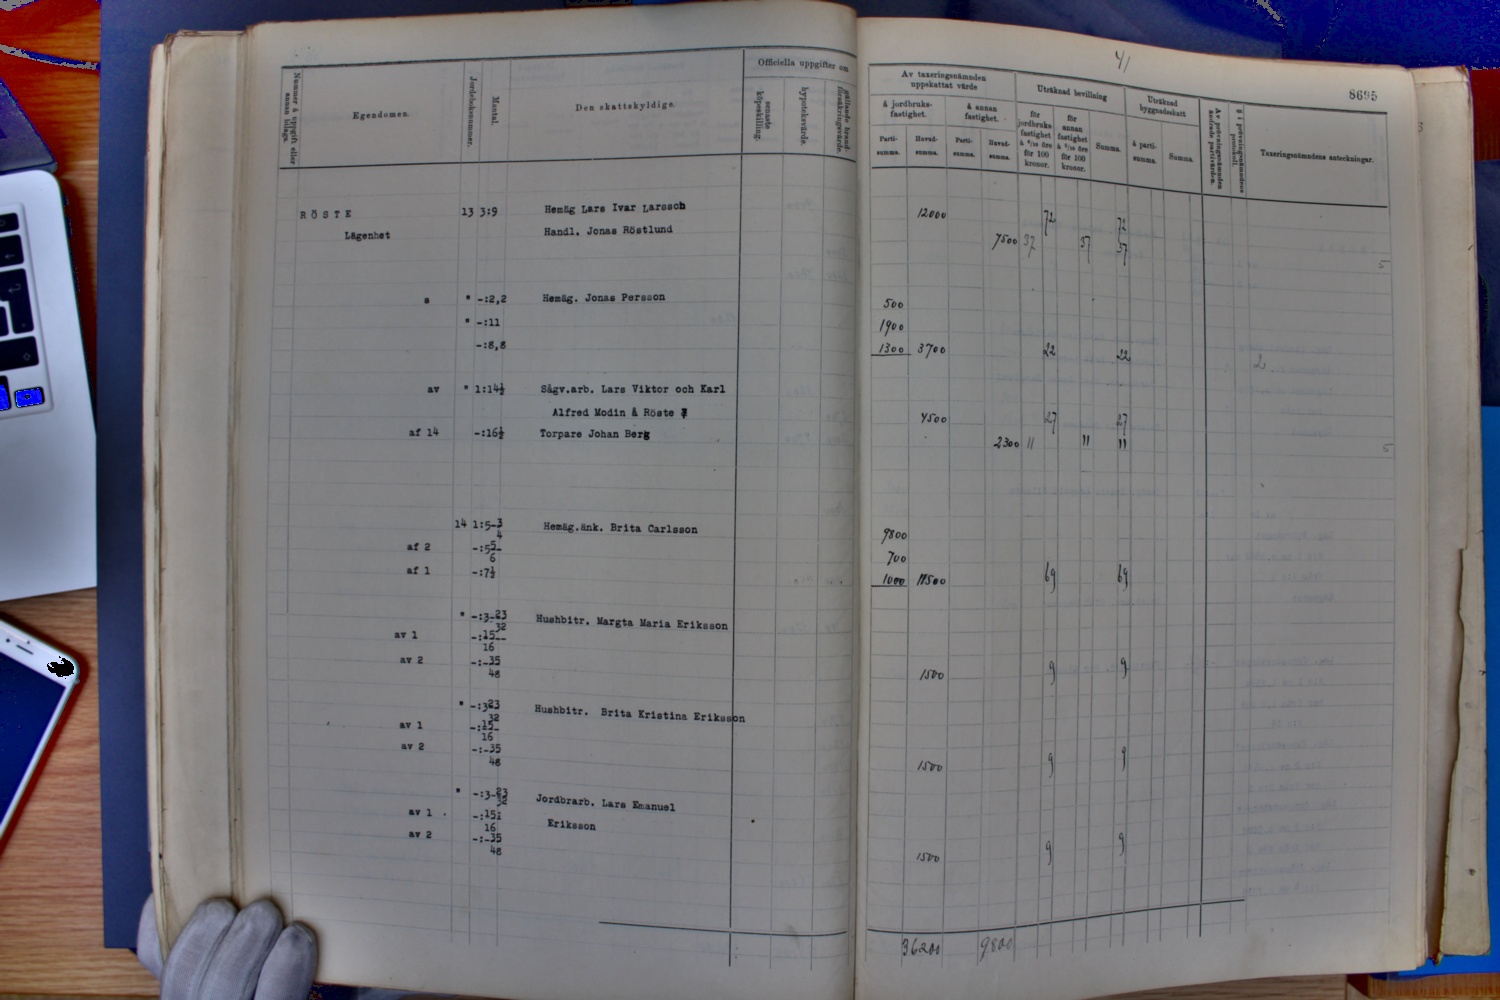 41
8695
Nummer å uppgift eller annan bilaga.
Egendomen.
Jordeboksnummer.
Mantal.
Den skattskyldige.
Officiella uppgifter om
senaste köpeskilling.
hypoteksvärde.
gällande brandförsäkringsvärde.
Av taxeringsnämnden uppskattat värde
å jordbruksfastighet.
å annan fastighet.
Partisumma.
Huvudsumma.
Partisumma.
Huvudsumma.
Uträknad bevillning
för jordbruksfastighet à 6/10 öre för 100 kronor.
för annan fastighet à 5/10 öre för 100 kronor.
Summa.
Uträknad byggnadsskatt
å partisumma.
Summa.
Av prövningsnämnden ändrade partivärden.
§ i prövningsnämndens protokoll.
Taxeringsnämndens anteckningar.
RÖSTE 13 3:9 Hemäg Lars Ivar Larsson 12000 72 72
Lägenhet Handl. Jonas Röstlund 7500 37 37 37 5
a " -:2,2 Hemäg. Jonas Persson 500
" -:11 1900
-:8,8 1300 3700 22 22 2
av " 1:14½ Sågv.arb. Lars Viktor och Karl
Alfred Modin å Röste 7 4500 27 27
af 14 -:16½ Torpare Johan Berg 2300 11 11 11 5
14 1:5-3/4 Hemäg.änk. Brita Carlsson 9800
af 2 -:55/6 700
af 1 -:7½ 1000 11500 69 69
" -:3-23/32 Hushbitr. Margta Maria Eriksson
av 1 -:15/16
av 2 -:-35/48 1500 9 9
" -:323/32 Hushbitr. Brita Kristina Eriksson
av 1 -:15/16
av 2 -:-35/48 1500 9 9
" -:3-23/32 Jordbrarb. Lars Emanuel
av 1 -:15/16 Eriksson
av 2 -:-35/48 1500 9 9
36200 9800